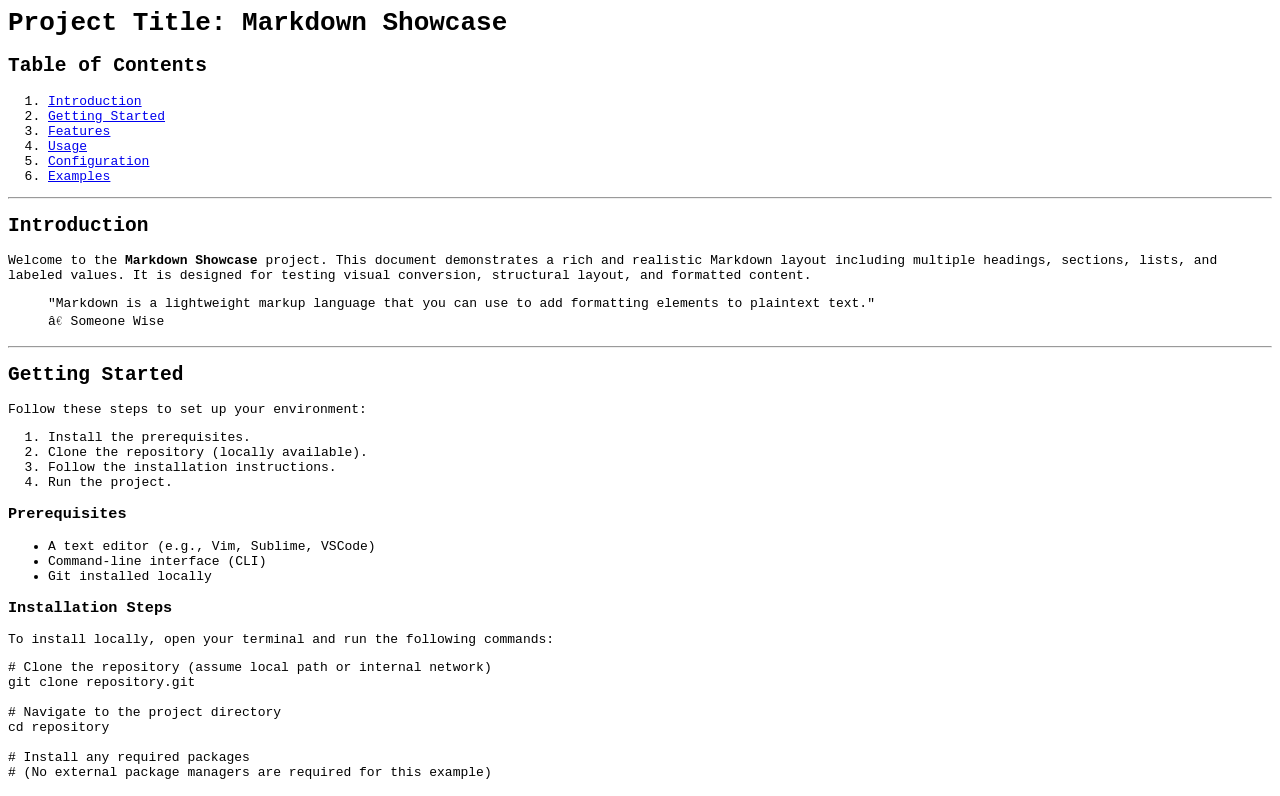 Project Title: Markdown Showcase
Table of Contents
1. Introduction
2. Getting Started
3. Features
4. Usage
5. Configuration
6. Examples
Introduction
Welcome to the Markdown Showcase project. This document demonstrates a rich and realistic Markdown layout including multiple headings, sections, lists, and
labeled values. It is designed for testing visual conversion, structural layout, and formatted content.
"Markdown is a lightweight markup language that you can use to add formatting elements to plaintext text."
â€ Someone Wise
Getting Started
Follow these steps to set up your environment:
1. Install the prerequisites.
2. Clone the repository (locally available).
3. Follow the installation instructions.
4. Run the project.
Prerequisites
• A text editor (e.g., Vim, Sublime, VSCode)
• Command-line interface (CLI)
• Git installed locally
Installation Steps
To install locally, open your terminal and run the following commands:
# Clone the repository (assume local path or internal network)
git clone repository.git
# Navigate to the project directory
cd repository
# Install any required packages
# (No external package managers are required for this example)